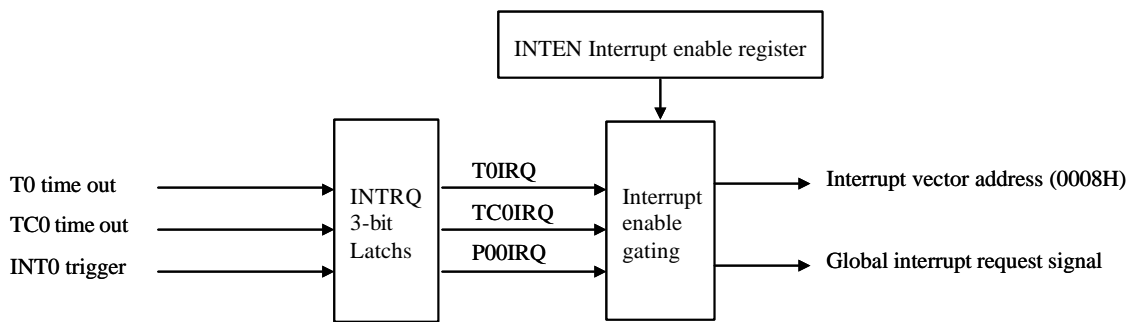 INTEN Interrupt enable register
T0 time out
TC0 time out
INT0 trigger
INTRQ
3-bit
Latchs
T0IRQ
TC0IRQ
P00IRQ
Interrupt
enable
gating
Interrupt vector address (0008H)
Global interrupt request signal